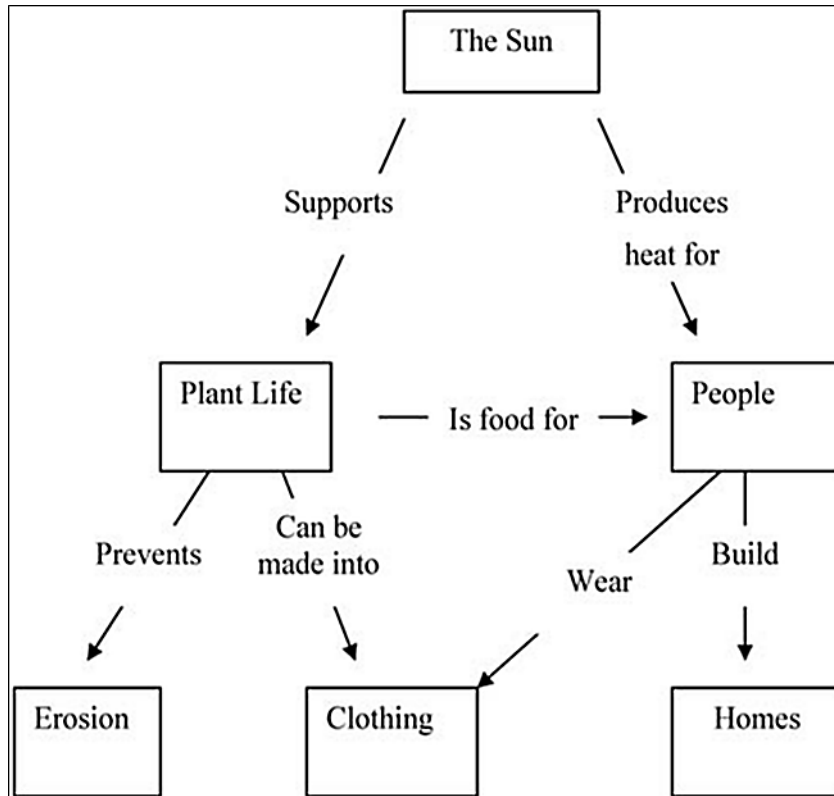 The Sun
Supports
Produces
heat for
Plant Life
Is food for
People
Prevents
Can be
made into
Wear
Build
Erosion
Clothing
Homes